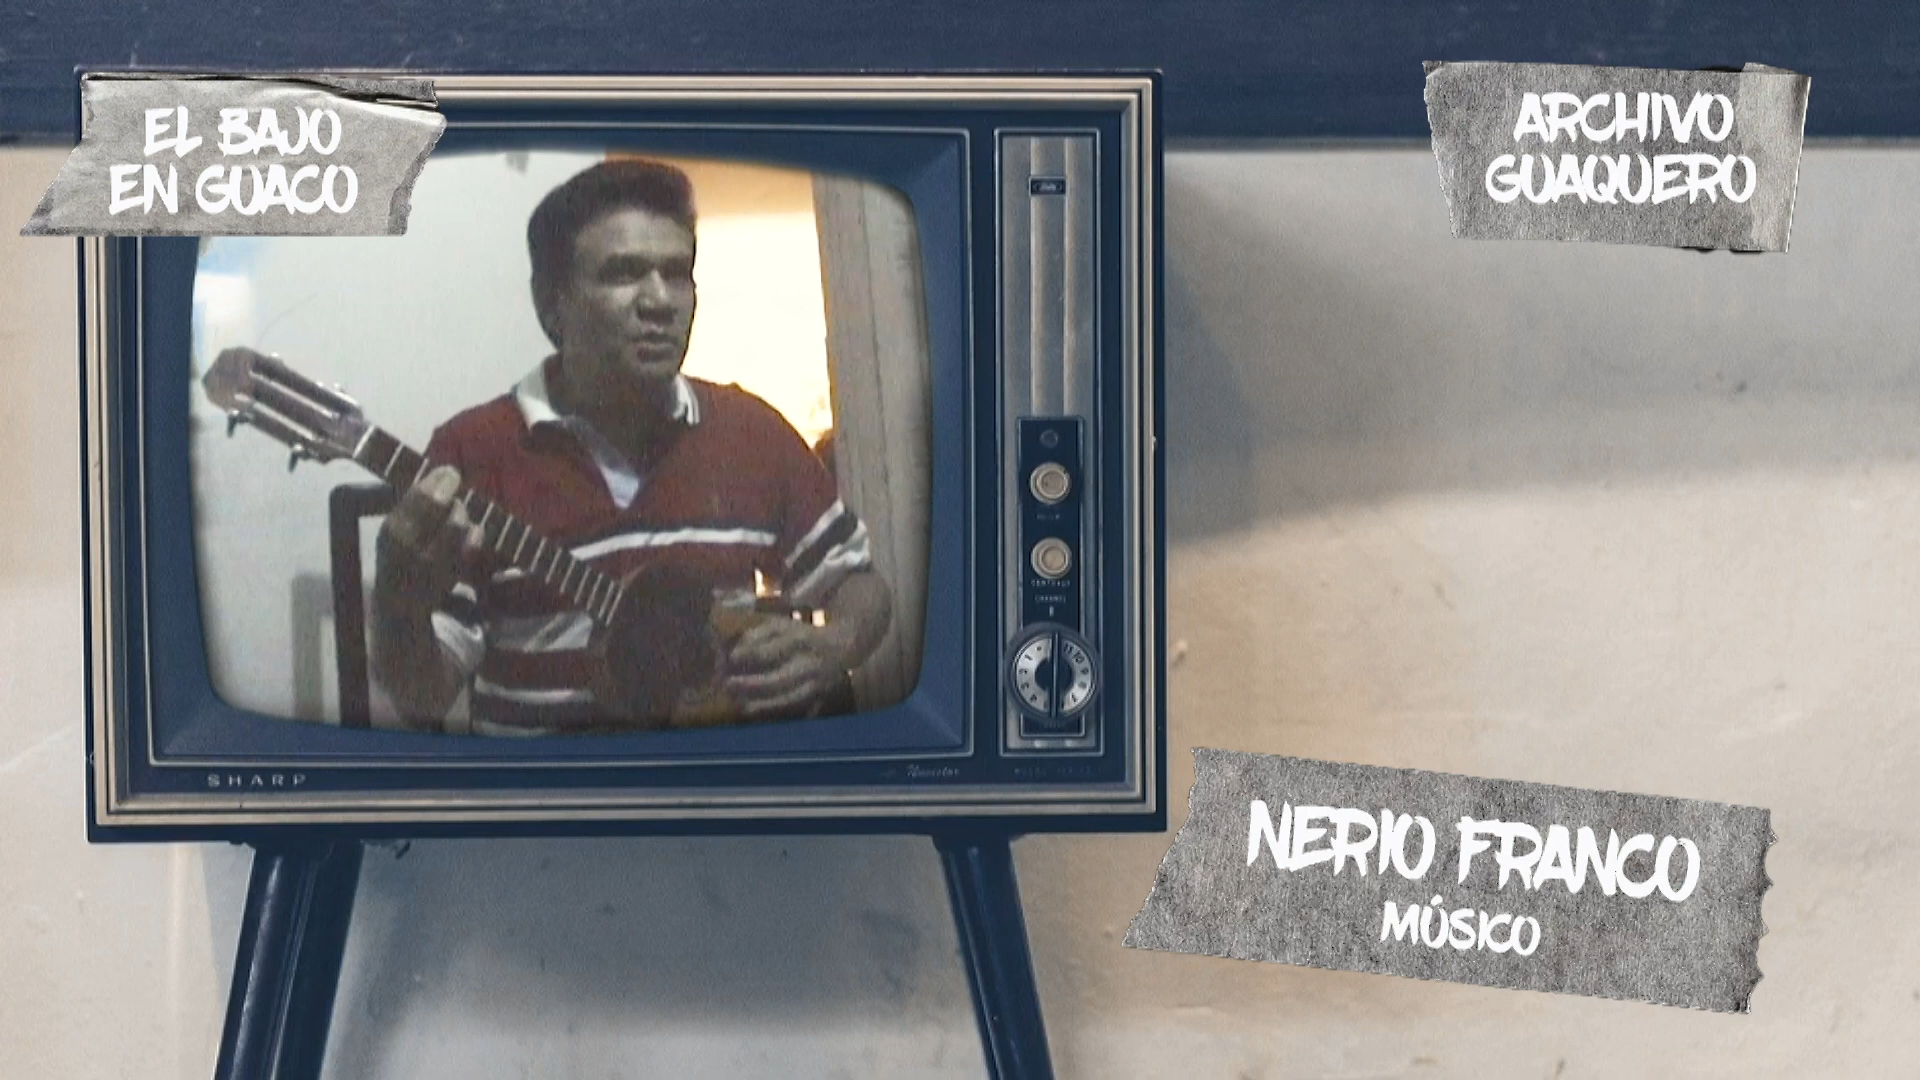 EL BAJO
EN GUACO
ARCHIVO
GUAQUERO
SHARP
NERIO FRANCO
MÚSICO